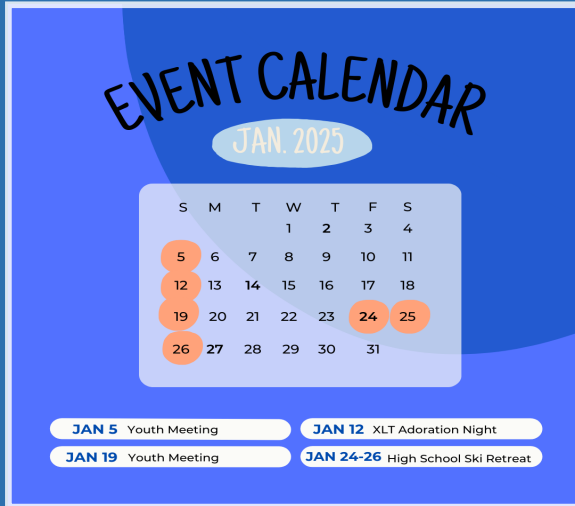 EVENT CALENDAR
JAN. 2025
S M T W T F S
1 2 3 4
5 6 7 8 9 10 11
12 13 14 15 16 17 18
19 20 21 22 23 24 25
26 27 28 29 30 31
JAN 5 Youth Meeting
JAN 12 XLT Adoration Night
JAN 19 Youth Meeting
JAN 24-26 High School Ski Retreat